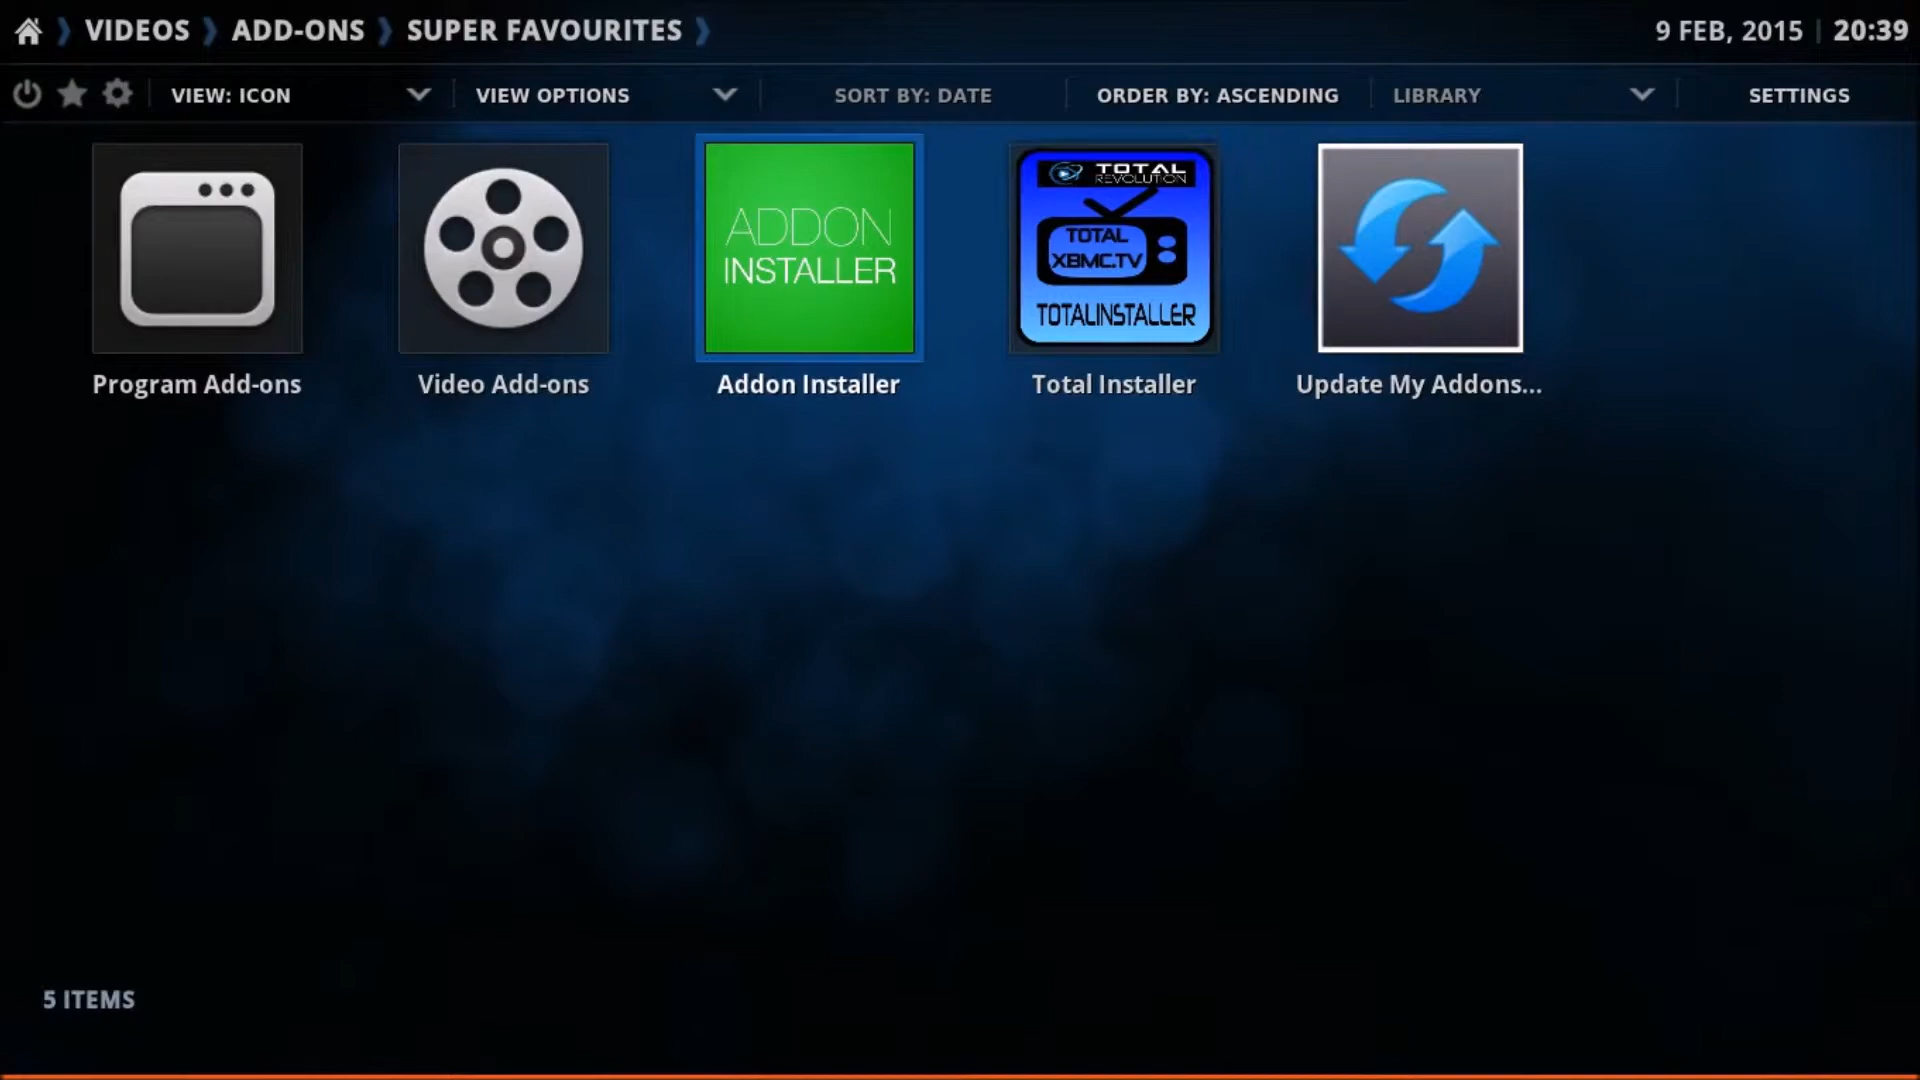 VIDEOS ADD-ONS SUPER FAVOURITES
9 FEB, 2015 20:39
VIEW: ICON
VIEW OPTIONS
SORT BY: DATE
ORDER BY: ASCENDING
LIBRARY
SETTINGS
ADDON
INSTALLER
TOTAL
REVOLUTION
TOTAL
XBMC.TV
TOTALINSTALLER
Program Add-ons
Video Add-ons
Addon Installer
Total Installer
Update My Addons...
5 ITEMS